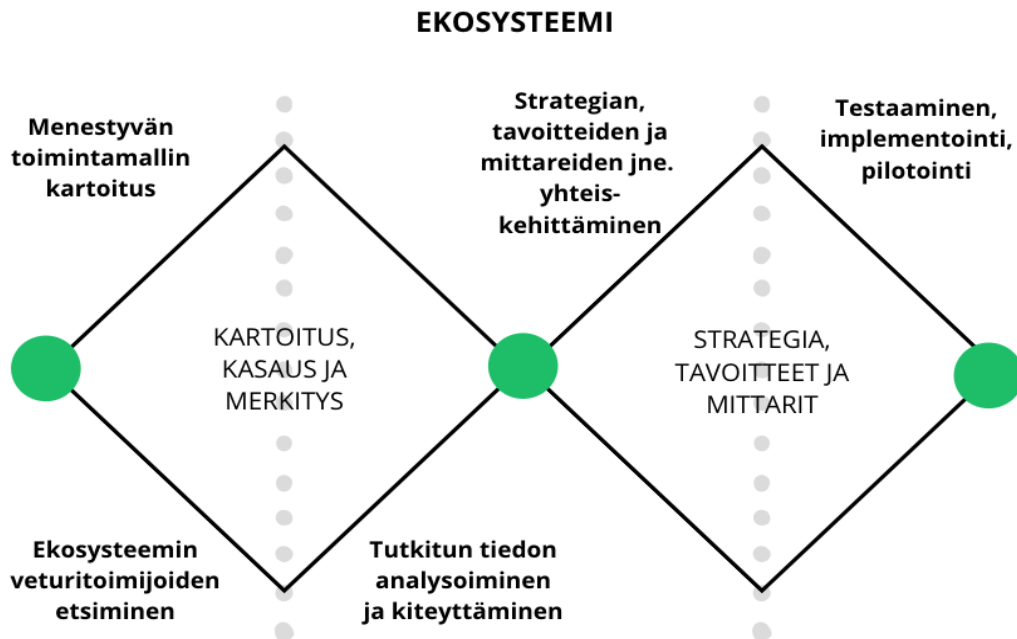 EKOSYSTEEMI
Menestyvän
toimintamallin
kartoitus
Strategian,
tavoitteiden ja
mittareiden jne.
yhteis-
kehittäminen
Testaaminen,
implementointi,
pilotointi
KARTOITUS,
KASAUS JA
MERKITYS
STRATEGIA,
TAVOITTEET JA
MITTARIT
Ekosysteemin
veturitoimijoiden
etsiminen
Tutkitun tiedon
analysoiminen
ja kiteyttäminen